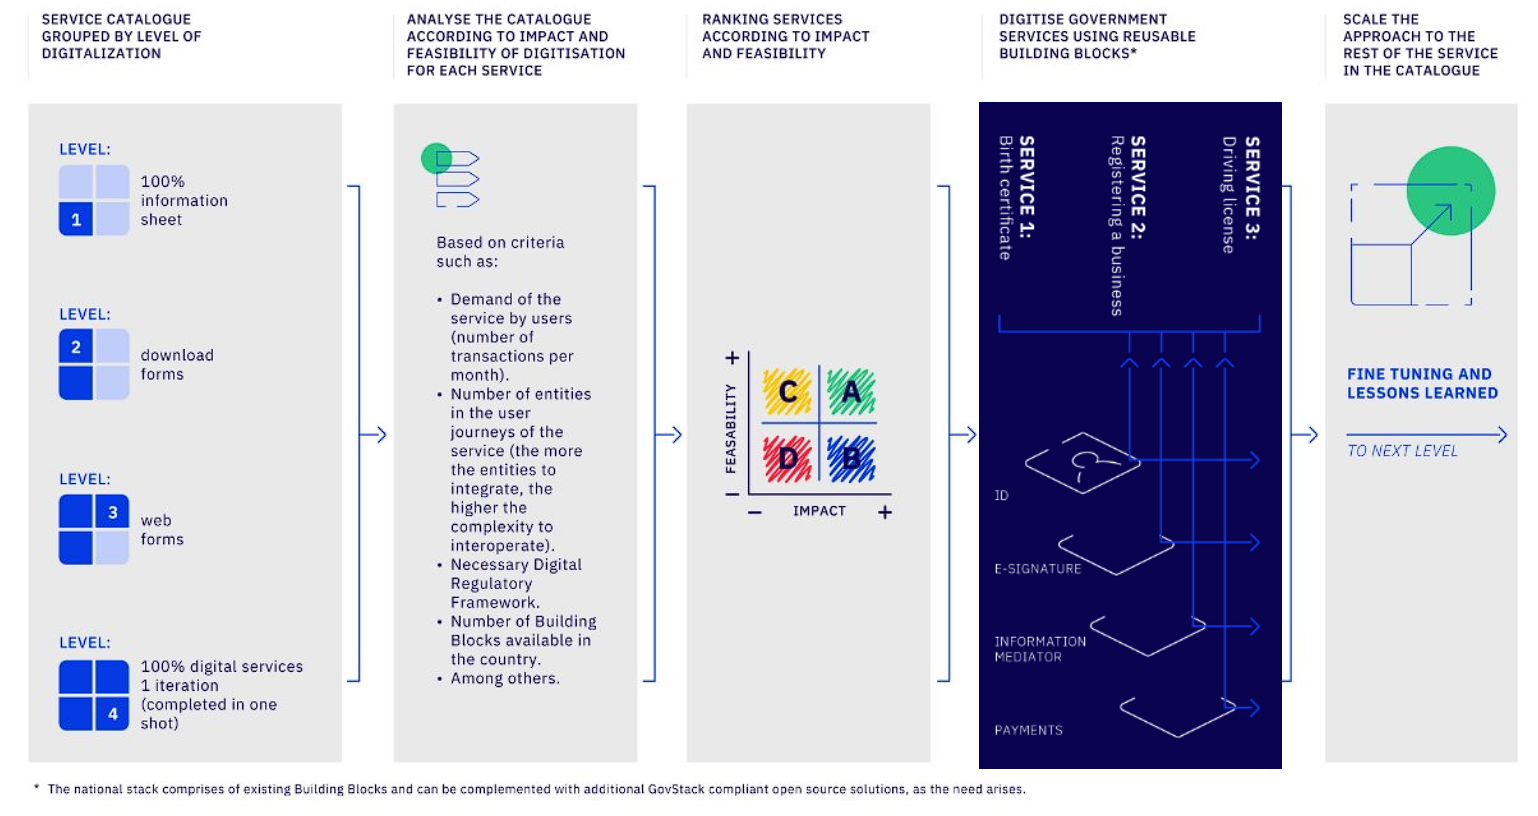 SERVICE CATALOGUE
GROUPED BY LEVEL OF
DIGITALIZATION
ANALYSE THE CATALOGUE
ACCORDING TO IMPACT AND
FEASIBILITY OF DIGITISATION
FOR EACH SERVICE
RANKING SERVICES
ACCORDING TO IMPACT
AND FEASIBILITY
DIGITISE GOVERNMENT
SERVICES USING REUSABLE
BUILDING BLOCKS*
SCALE THE
APPROACH TO THE
REST OF THE SERVICE
IN THE CATALOGUE
LEVEL:
1
100%
information
sheet
LEVEL:
2
download
forms
LEVEL:
3
web
forms
LEVEL:
4
100% digital services
1 iteration
(completed in one
shot)
Based on criteria
such as:
• Demand of the
service by users
(number of
transactions per
month).
• Number of entities
in the user
journeys of the
service (the more
the entities to
integrate, the
higher the
complexity to
interoperate).
• Necessary Digital
Regulatory
Framework.
• Number of Building
Blocks available in
the country.
• Among others.
+
FEASABILITY
−
C
A
D
B
− IMPACT +
SERVICE 1:
Birth certificate
SERVICE 2:
Registering a business
SERVICE 3:
Driving license
ID
E-SIGNATURE
INFORMATION
MEDIATOR
PAYMENTS
FINE TUNING AND
LESSONS LEARNED
TO NEXT LEVEL
* The national stack comprises of existing Building Blocks and can be complemented with additional GovStack compliant open source solutions, as the need arises.